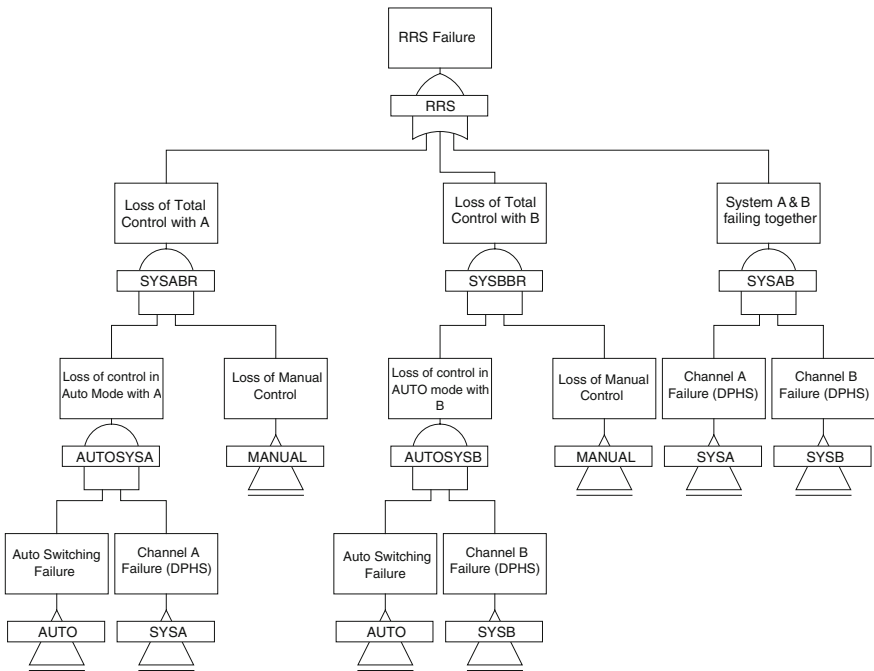 RRS Failure
RRS
Loss of Total
Control with A
Loss of Total
Control with B
System A & B
failing together
SYSABR
SYSBBR
SYSAB
Loss of control in
Auto Mode with A
Loss of Manual
Control
Loss of control in
AUTO mode with
B
Loss of Manual
Control
Channel A
Failure (DPHS)
Channel B
Failure (DPHS)
AUTOSYSA
MANUAL
AUTOSYSB
MANUAL
SYSA
SYSB
Auto Switching
Failure
Channel A
Failure (DPHS)
Auto Switching
Failure
Channel B
Failure (DPHS)
AUTO
SYSA
AUTO
SYSB